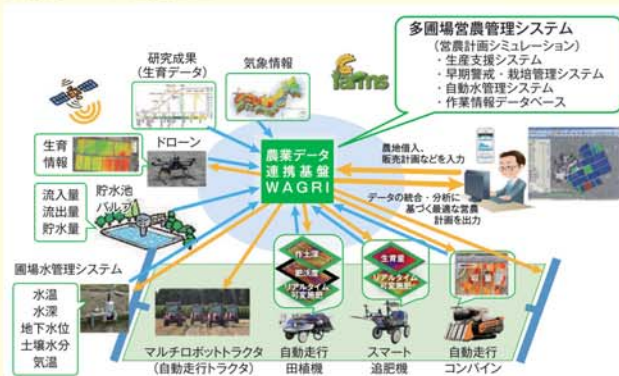 多圃場営農管理システム
(営農計画シミュレーション)
・生産支援システム
・早期警戒・栽培管理システム
・自動水管理システム
・作業情報データベース
研究成果
(生育データ)
気象情報
farms
生育
情報
ドローン
農業データ
連携基盤
WAGRI
農地借入、
販売計画などを入力
データの統合・分析に
基づく最適な営農
計画を出力
流入量
流出量
貯水量
貯水池
バルブ
圃場水管理システム
水温
水深
地下水位
土壌水分
気温
作土深
肥沃度
リアルタイム
可変施肥
生育量
リアルタイム
可変施肥
マルチロボットトラクタ
(自動走行トラクタ)
自動走行
田植機
スマート
追肥機
自動走行
コンバイン